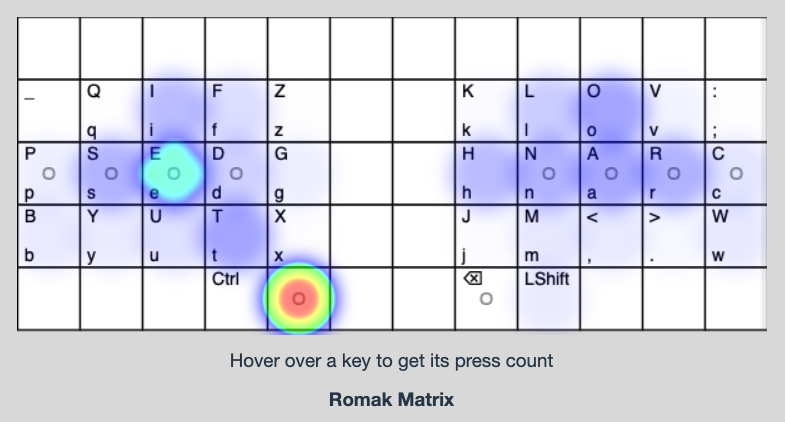 _ Q I F Z K L O V :
q i f z k l o v ;
P S E D G H N A R C
p s e d g h n a r c
B Y U T X J M < > W
b y u t x j m , . w
Ctrl ⌫ LShift
Hover over a key to get its press count
Romak Matrix